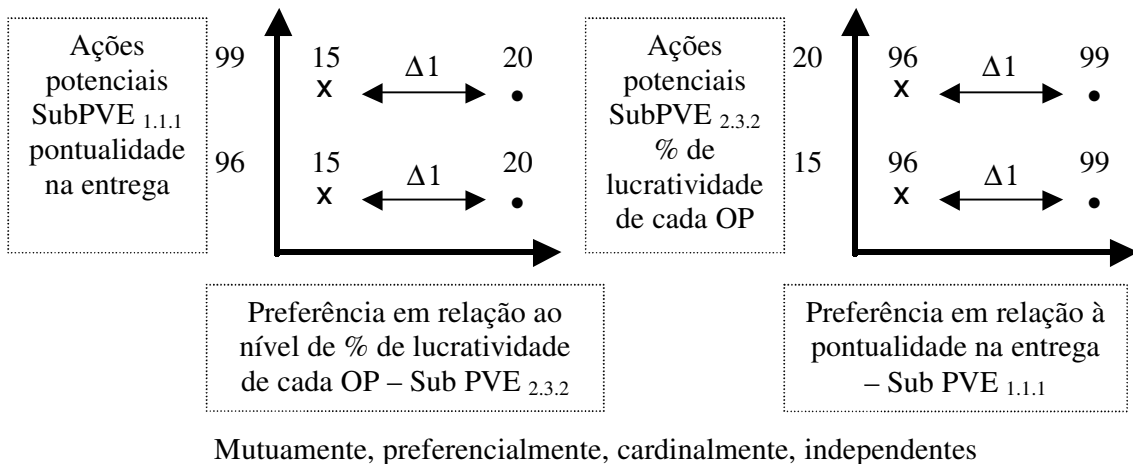 Ações
potenciais
SubPVE 1.1.1
pontualidade
na entrega
99
15
x
Δ1
20
96
15
x
Δ1
20
Preferência em relação ao
nível de % de lucratividade
de cada OP – Sub PVE 2.3.2
Ações
potenciais
SubPVE 2.3.2
% de
lucratividade
de cada OP
20
96
x
Δ1
99
15
96
x
Δ1
99
Preferência em relação à
pontualidade na entrega
– Sub PVE 1.1.1
Mutuamente, preferencialmente, cardinalmente, independentes